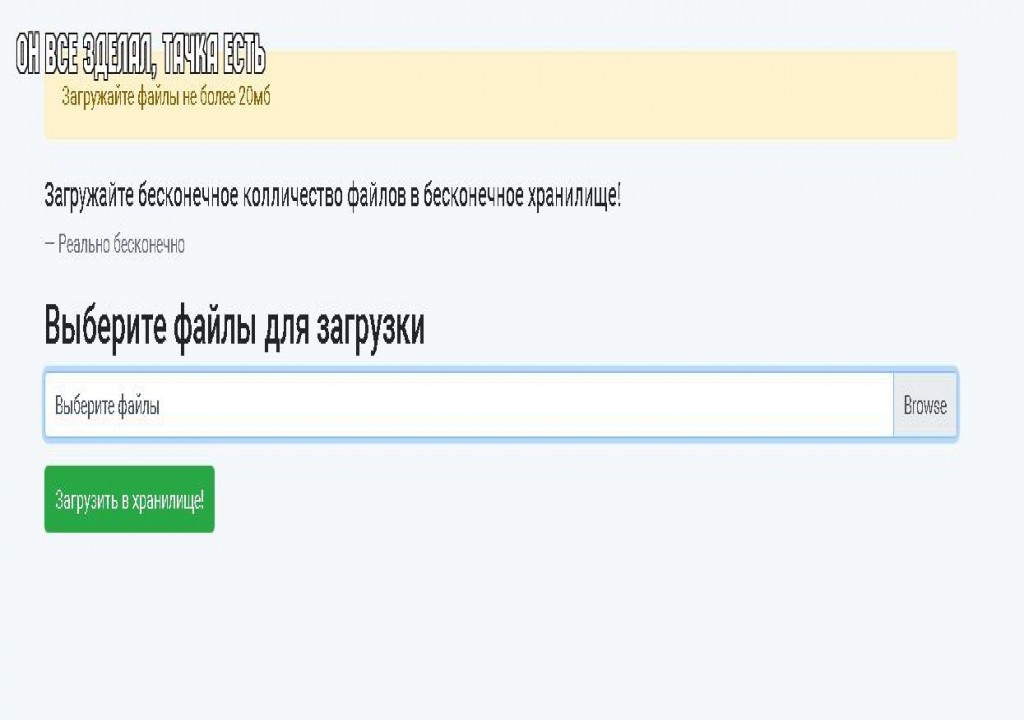 ОН ВСЕ ЗДЕЛАЛ, ТАЧКА ЕСТЬ
Загружайте файлы не более 20мб
Загружайте бесконечное колличество файлов в бесконечное хранилище!
— Реально бесконечно
Выберите файлы для загрузки
Выберите файлы Browse
Загрузить в хранилище!